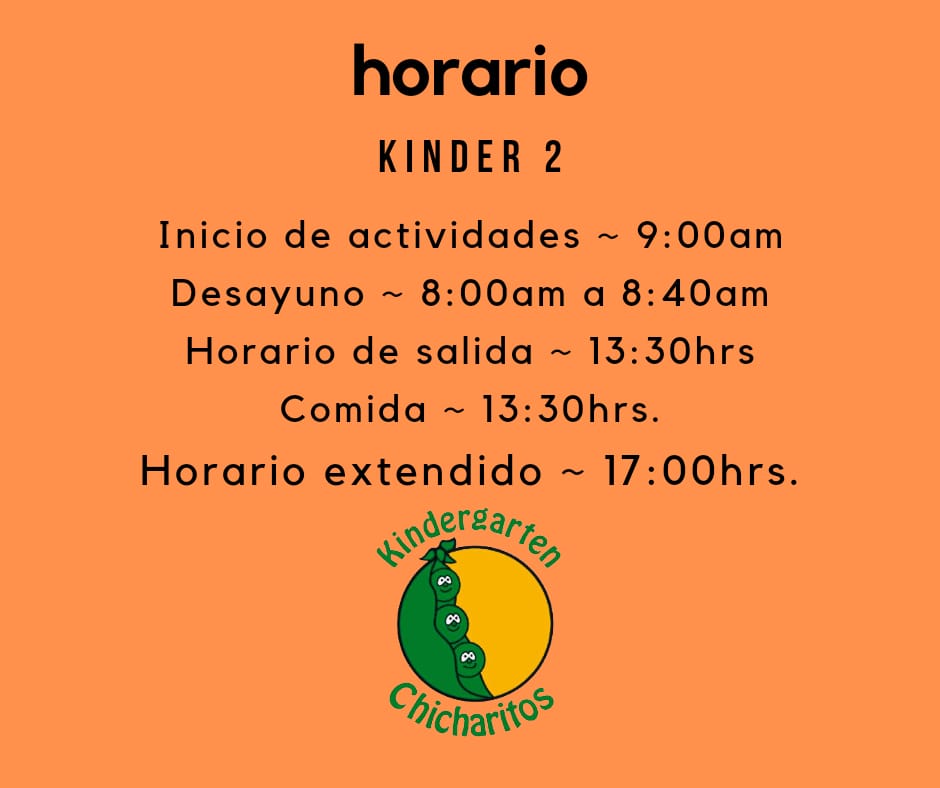 horario
KINDER 2
Inicio de actividades ~ 9:00am
Desayuno ~ 8:00am a 8:40am
Horario de salida ~ 13:30hrs
Comida ~ 13:30hrs.
Horario extendido ~ 17:00hrs.
Kindergarten
Chicharitos